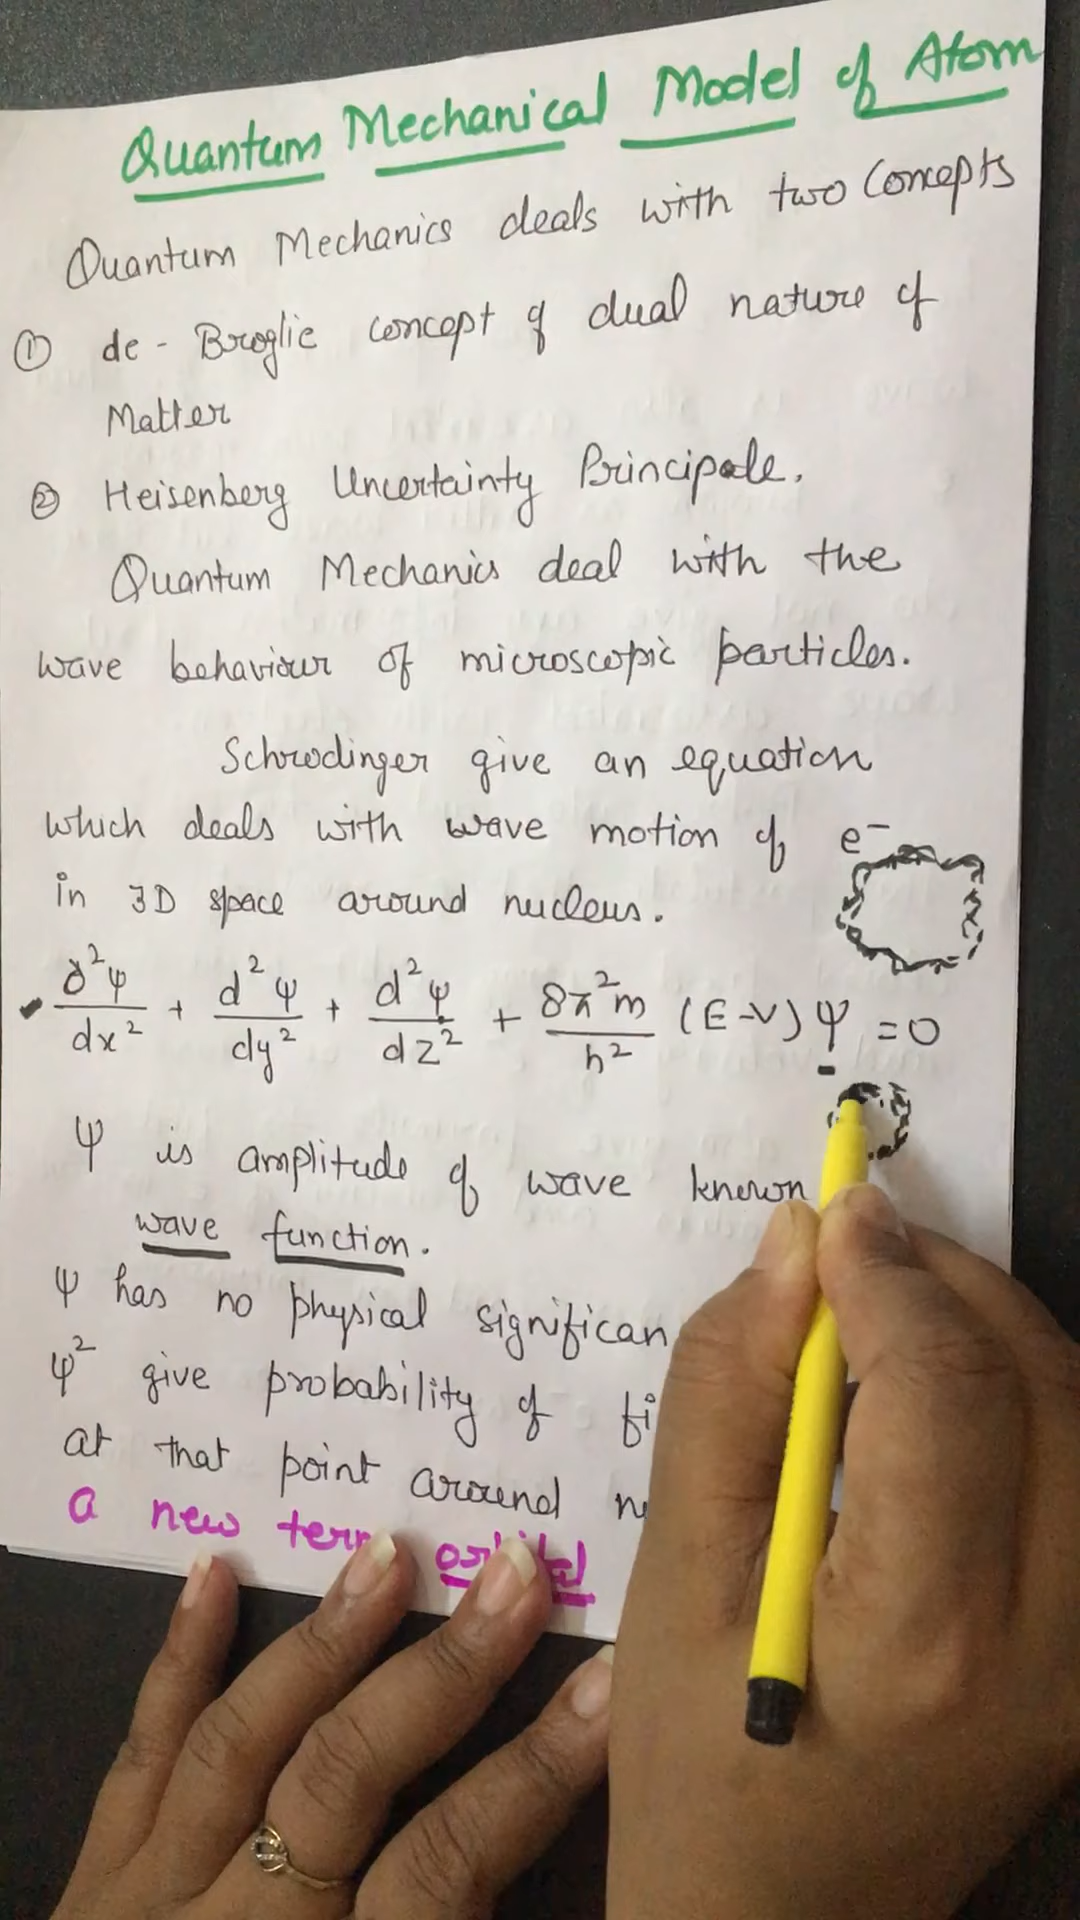 Quantum Mechanical Model of Atom
Quantum Mechanics deals with two Concepts
① de - Broglie concept of dual nature of
Matter
② Heisenberg Uncertainty Principale.
Quantum Mechanics deal with the
wave behaviour of microscopic particles.
Schrodinger give an equation
which deals with wave motion of e⁻
in 3D space around nucleus.
∂²ψ/dx² + d²ψ/dy² + d²ψ/dz² + 8π²m/h² (E-V)ψ = 0
ψ is amplitude of wave known
wave function.
ψ has no physical significan
ψ² give probability of fi
at that point around n
a new term orbital